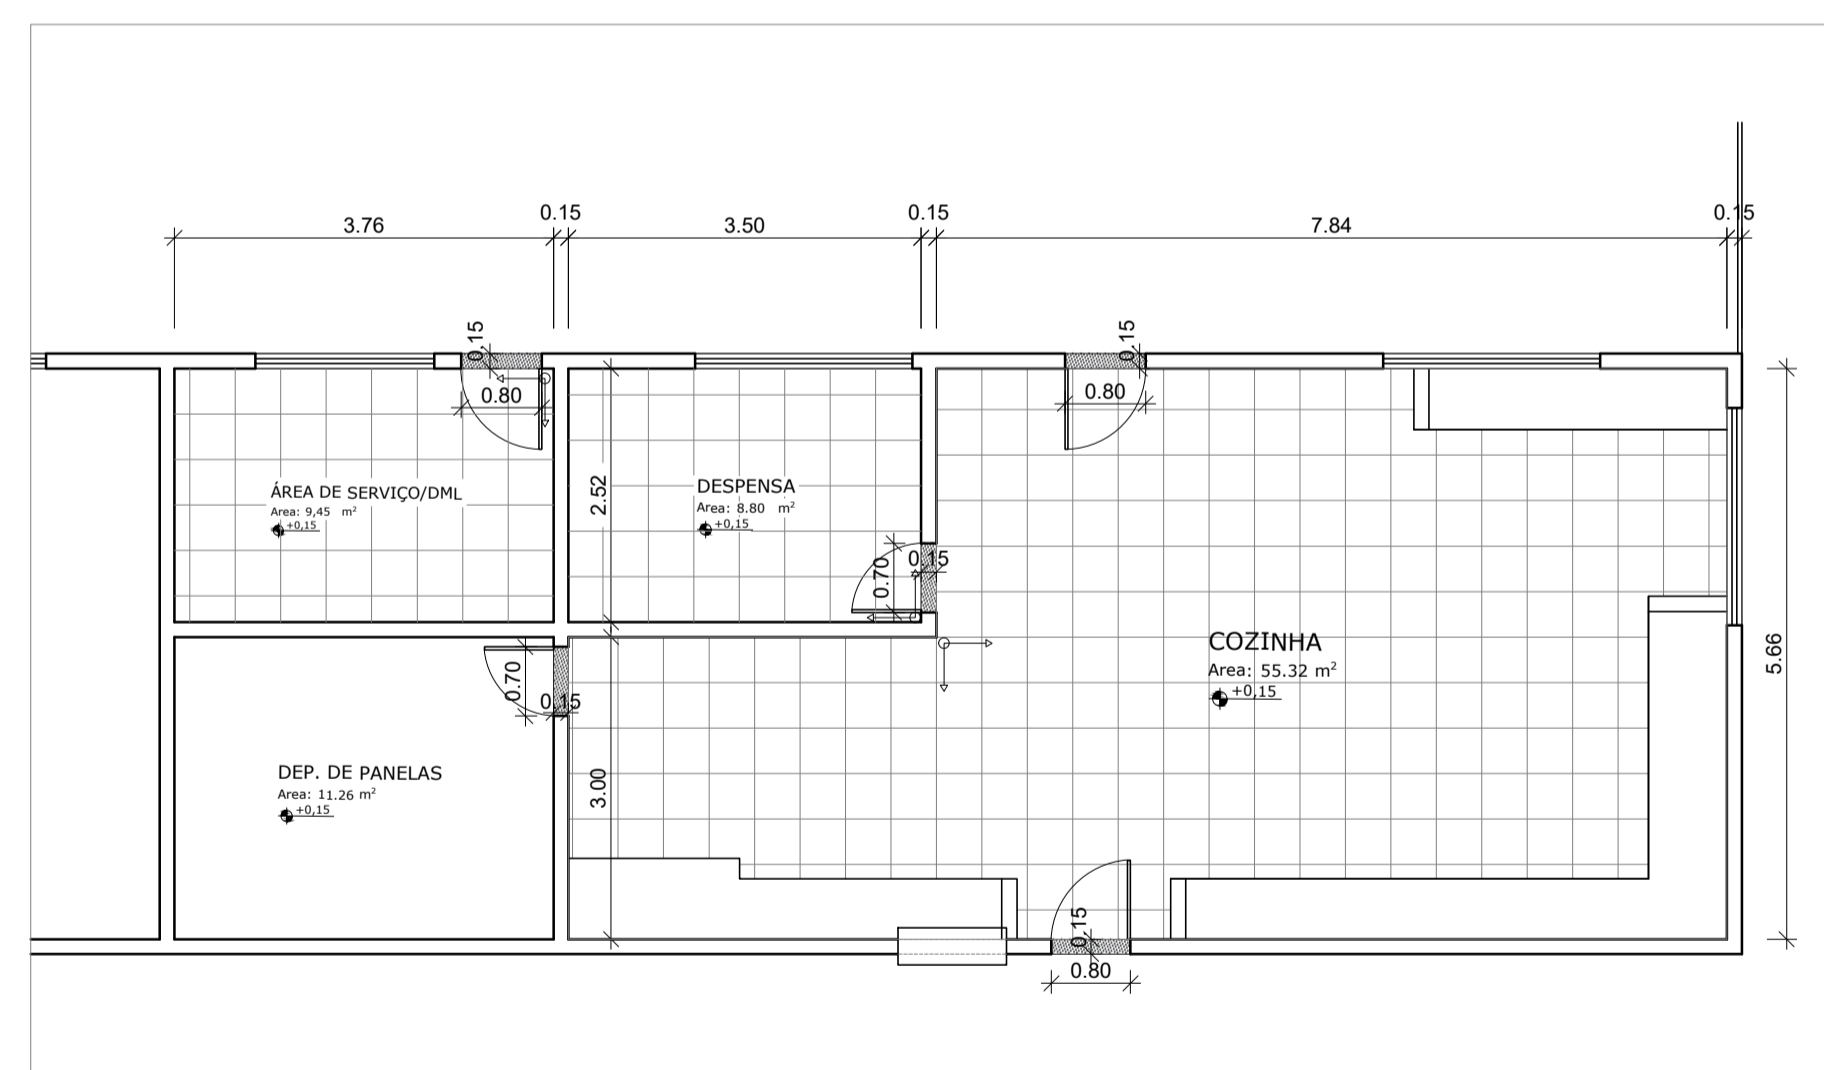 0.15
0.15
0.15
3.76
3.50
7.84
0,15
0,15
0.80
0.80
ÁREA DE SERVIÇO/DML
Area: 9,45 m²
+0,15
2.52
DESPENSA
Area: 8.80 m²
+0,15
0.70
0.15
COZINHA
Area: 55.32 m²
+0,15
5.66
0.70
0.15
DEP. DE PANELAS
Area: 11.26 m²
+0,15
3.00
0,15
0.80